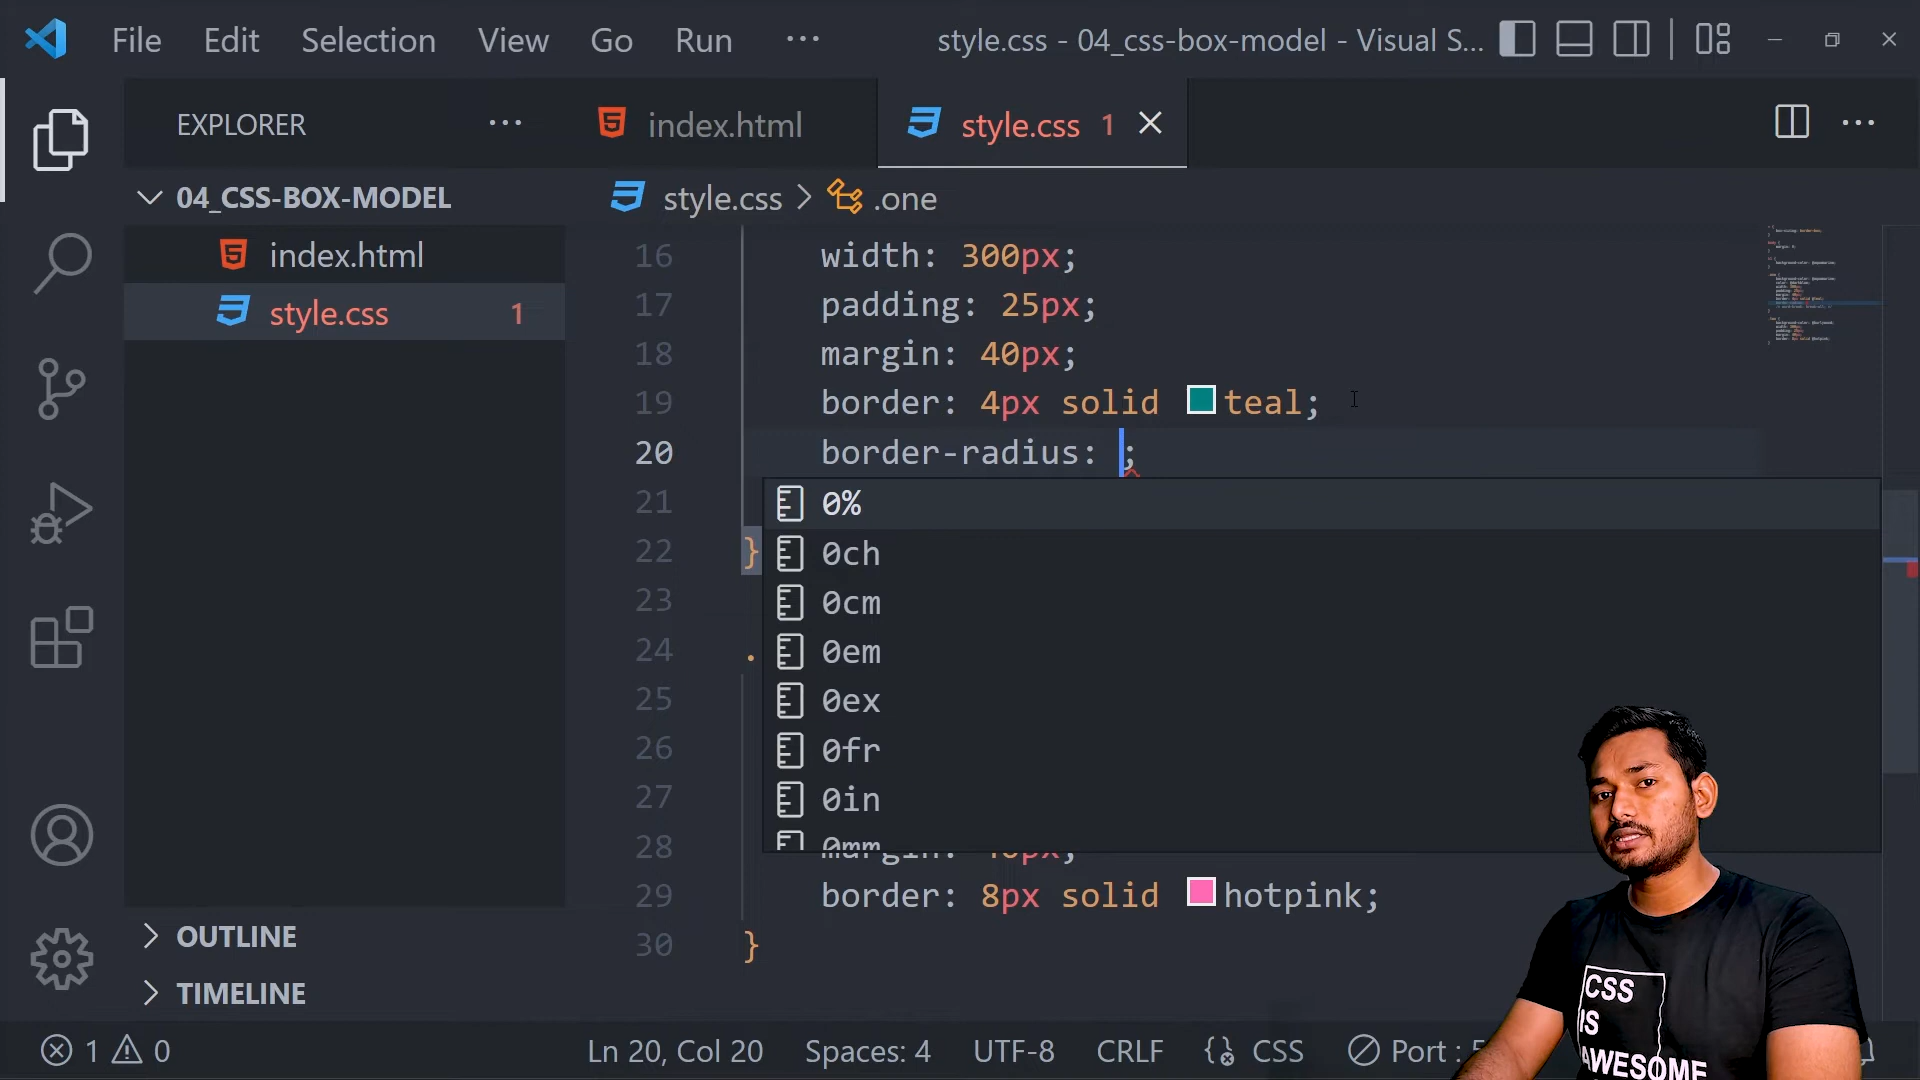 File Edit Selection View Go Run ··· style.css - 04_css-box-model - Visual S...
EXPLORER ···
index.html
style.css 1
04_CSS-BOX-MODEL
index.html
style.css 1
OUTLINE
TIMELINE
style.css > .one
16 width: 300px;
17 padding: 25px;
18 margin: 40px;
19 border: 4px solid teal;
20 border-radius: ;
21
22 }
23
24 .
25
26
27
28 margin: 40px;
29 border: 8px solid hotpink;
30 }
0%
0ch
0cm
0em
0ex
0fr
0in
0mm
CSS
IS
AWESOME
1 0 Ln 20, Col 20 Spaces: 4 UTF-8 CRLF CSS Port : 5